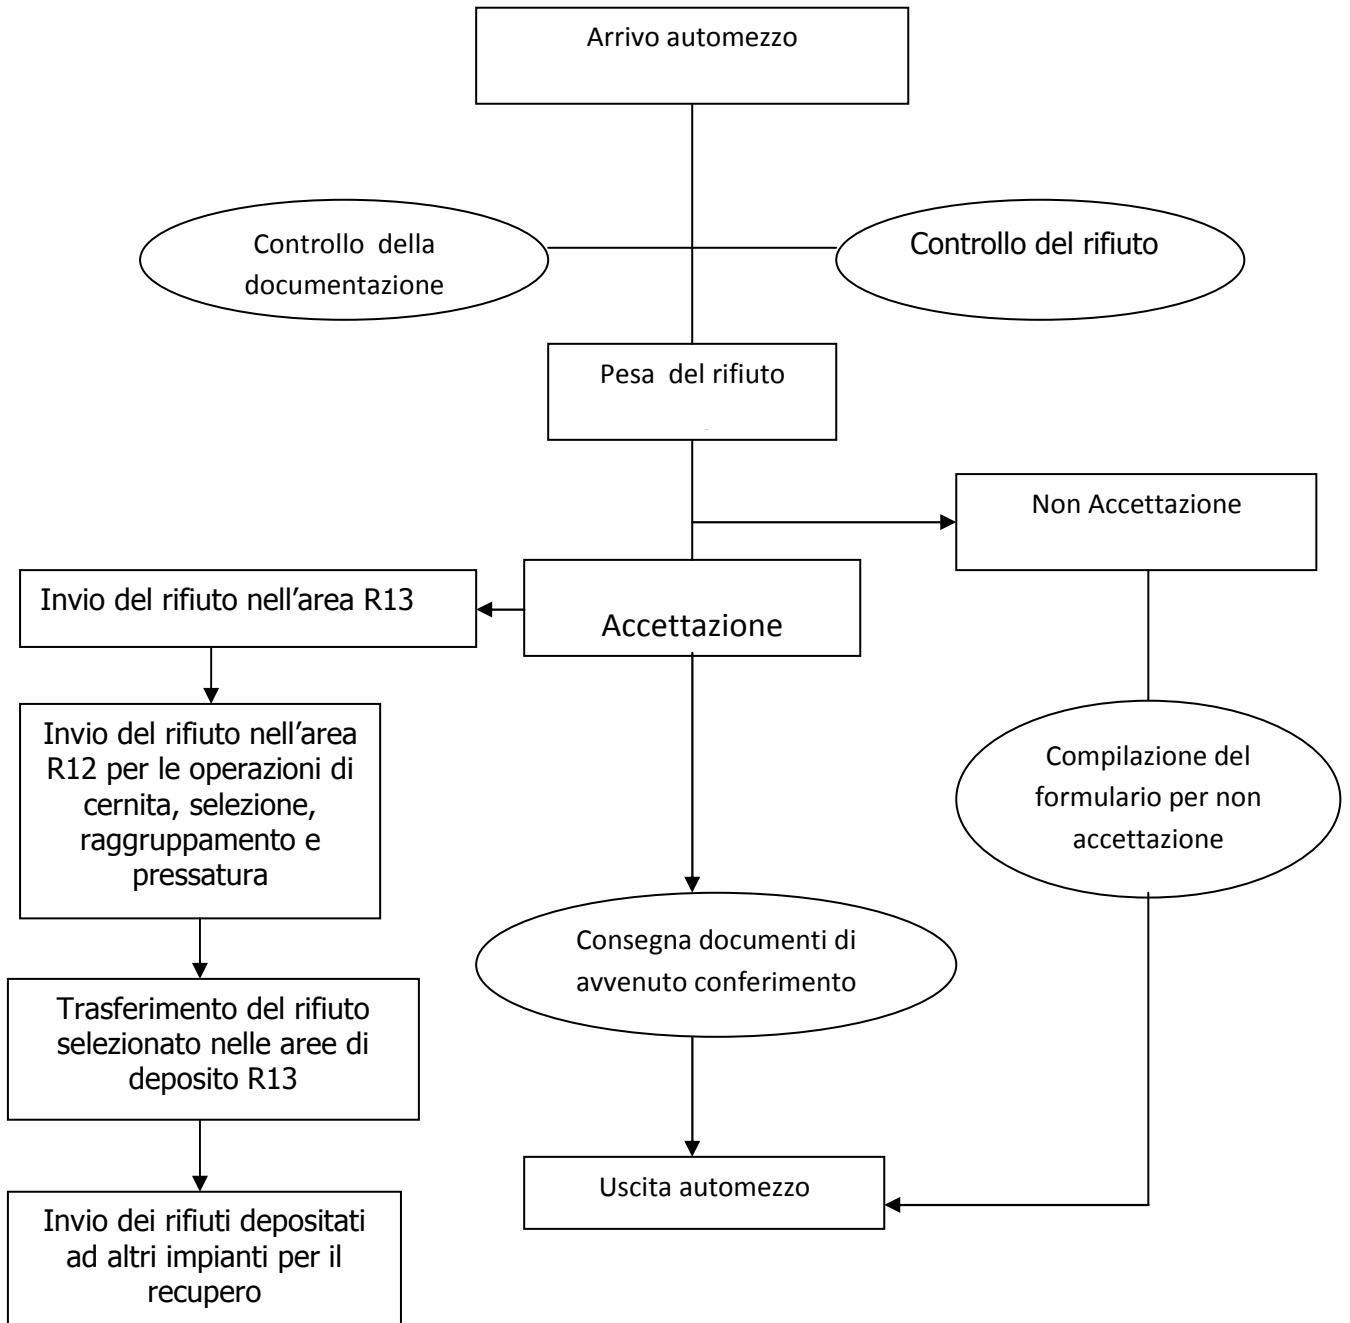 Arrivo automezzo
Controllo della
documentazione
Controllo del rifiuto
Pesa del rifiuto
Non Accettazione
Accettazione
Invio del rifiuto nell’area R13
Invio del rifiuto nell’area
R12 per le operazioni di
cernita, selezione,
raggruppamento e
pressatura
Compilazione del
formulario per non
accettazione
Consegna documenti di
avvenuto conferimento
Trasferimento del rifiuto
selezionato nelle aree di
deposito R13
Uscita automezzo
Invio dei rifiuti depositati
ad altri impianti per il
recupero